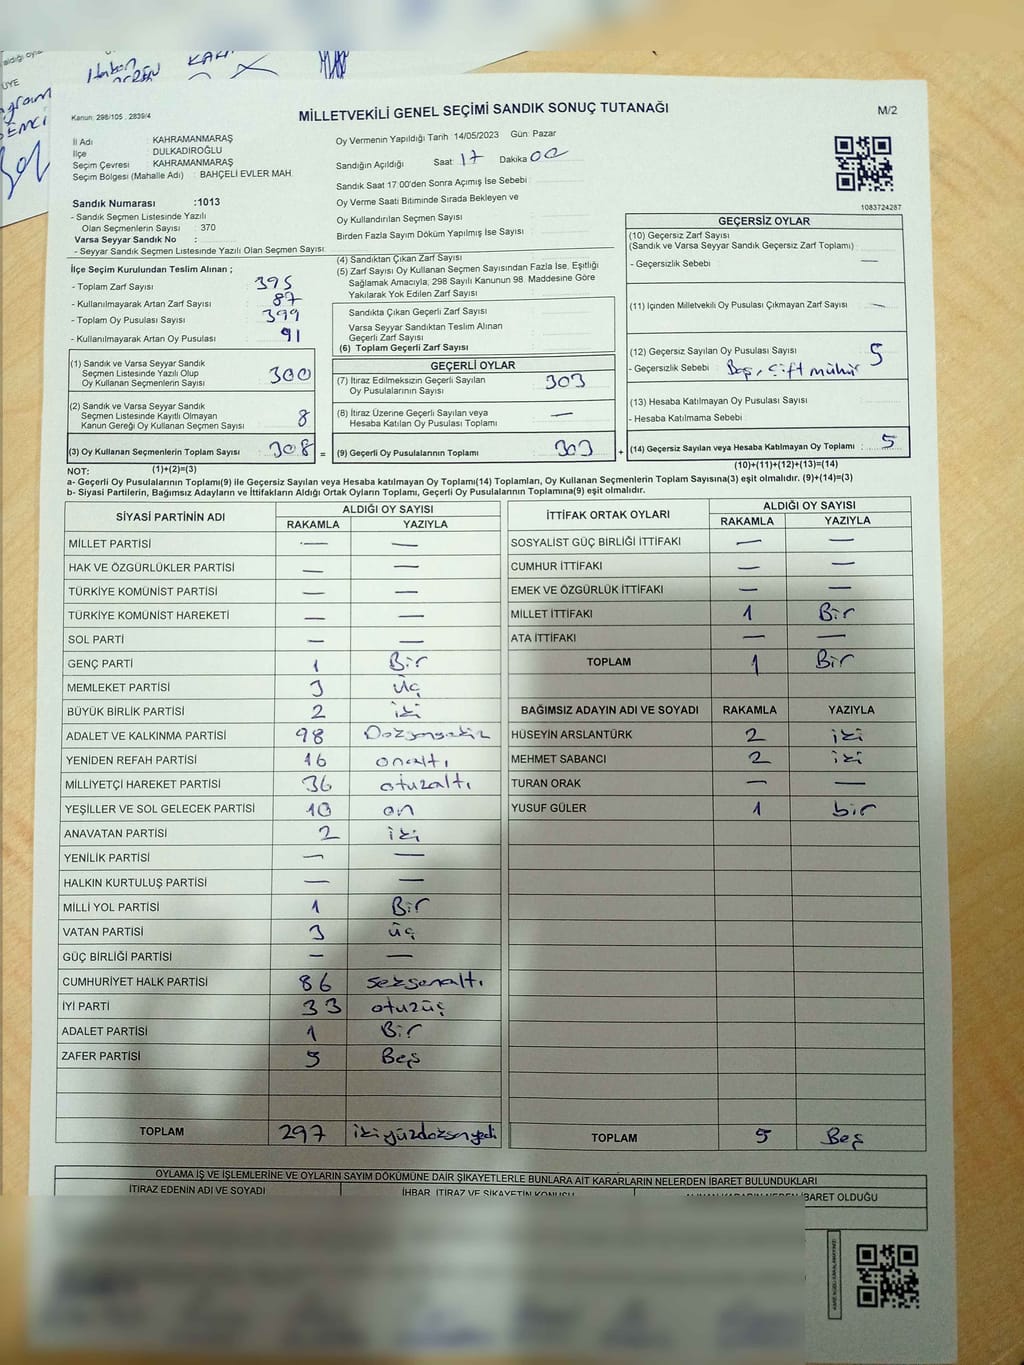 aldığı oyla
ÜYE
Kanun: 298/105 , 2839/4
MİLLETVEKİLİ GENEL SEÇİMİ SANDIK SONUÇ TUTANAĞI
M/2
İl Adı : KAHRAMANMARAŞ
İlçe : DULKADİROĞLU
Seçim Çevresi : KAHRAMANMARAŞ
Seçim Bölgesi (Mahalle Adı) : BAHÇELİ EVLER MAH.
Sandık Numarası :1013
- Sandık Seçmen Listesinde Yazılı
Olan Seçmenlerin Sayısı : 370
Varsa Seyyar Sandık No :
- Seyyar Sandık Seçmen Listesinde Yazılı Olan Seçmen Sayısı:
Oy Vermenin Yapıldığı Tarih 14/05/2023 Gün: Pazar
Sandığın Açıldığı Saat: 17 Dakika 00
Sandık Saat 17.00'den Sonra Açımış İse Sebebi :
Oy Verme Saati Bitiminde Sırada Bekleyen ve
Oy Kullandırılan Seçmen Sayısı :
Birden Fazla Sayım Döküm Yapılmış İse Sayısı :
1083724287
İlçe Seçim Kurulundan Teslim Alınan ;
- Toplam Zarf Sayısı : 395
- Kullanılmayarak Artan Zarf Sayısı : 87
- Toplam Oy Pusulası Sayısı : 399
- Kullanılmayarak Artan Oy Pusulası : 91
(4) Sandıktan Çıkan Zarf Sayısı :
(5) Zarf Sayısı Oy Kullanan Seçmen Sayısından Fazla İse, Eşitliği
Sağlamak Amacıyla, 298 Sayılı Kanunun 98. Maddesine Göre
Yakılarak Yok Edilen Zarf Sayısı :
Sandıkta Çıkan Geçerli Zarf Sayısı :
Varsa Seyyar Sandıktan Teslim Alınan
Geçerli Zarf Sayısı :
(6) Toplam Geçerli Zarf Sayısı :
GEÇERSİZ OYLAR
(10) Geçersiz Zarf Sayısı :
(Sandık ve Varsa Seyyar Sandık Geçersiz Zarf Toplamı)
- Geçersizlik Sebebi : —
(11) İçinden Milletvekili Oy Pusulası Çıkmayan Zarf Sayısı : —
(12) Geçersiz Sayılan Oy Pusulası Sayısı : 5
- Geçersizlik Sebebi : Boş, Çift mühür
(13) Hesaba Katılmayan Oy Pusulası Sayısı :
- Hesaba Katılmama Sebebi :
(14) Geçersiz Sayılan veya Hesaba Katılmayan Oy Toplamı : 5
(1) Sandık ve Varsa Seyyar Sandık
Seçmen Listesinde Yazılı Olup
Oy Kullanan Seçmenlerin Sayısı : 300
(2) Sandık ve Varsa Seyyar Sandık
Seçmen Listesinde Kayıtlı Olmayan
Kanun Gereği Oy Kullanan Seçmen Sayısı : 8
(3) Oy Kullanan Seçmenlerin Toplam Sayısı : 308 =
GEÇERLİ OYLAR
(7) İtiraz Edilmeksizin Geçerli Sayılan
Oy Pusulalarının Sayısı : 303
(8) İtiraz Üzerine Geçerli Sayılan veya
Hesaba Katılan Oy Pusulası Toplamı : —
(9) Geçerli Oy Pusulalarının Toplamı : 303 +
NOT: (1)+(2)=(3)
(10)+(11)+(12)+(13)=(14)
a- Geçerli Oy Pusulalarının Toplamı(9) ile Geçersiz Sayılan veya Hesaba katılmayan Oy Toplamı(14) Toplamları, Oy Kullanan Seçmenlerin Toplam Sayısına(3) eşit olmalıdır. (9)+(14)=(3)
b- Siyasi Partilerin, Bağımsız Adayların ve İttifakların Aldığı Ortak Oyların Toplamı, Geçerli Oy Pusulalarının Toplamına(9) eşit olmalıdır.
SİYASİ PARTİNİN ADI ALDIĞI OY SAYISI
RAKAMLA YAZIYLA
MİLLET PARTİSİ — —
HAK VE ÖZGÜRLÜKLER PARTİSİ — —
TÜRKİYE KOMÜNİST PARTİSİ — —
TÜRKİYE KOMÜNİST HAREKETİ — —
SOL PARTİ — —
GENÇ PARTİ 1 Bir
MEMLEKET PARTİSİ 3 üç
BÜYÜK BİRLİK PARTİSİ 2 iki
ADALET VE KALKINMA PARTİSİ 98 Doksansekiz
YENİDEN REFAH PARTİSİ 16 onaltı
MİLLİYETÇİ HAREKET PARTİSİ 36 otuzaltı
YEŞİLLER VE SOL GELECEK PARTİSİ 10 on
ANAVATAN PARTİSİ 2 iki
YENİLİK PARTİSİ — —
HALKIN KURTULUŞ PARTİSİ — —
MİLLİ YOL PARTİSİ 1 Bir
VATAN PARTİSİ 3 üç
GÜÇ BİRLİĞİ PARTİSİ — —
CUMHURİYET HALK PARTİSİ 86 seksenaltı
İYİ PARTİ 33 otuzüç
ADALET PARTİSİ 1 Bir
ZAFER PARTİSİ 5 Beş
TOPLAM 297 ikiyüzdoksanyedi
İTTİFAK ORTAK OYLARI ALDIĞI OY SAYISI
RAKAMLA YAZIYLA
SOSYALİST GÜÇ BİRLİĞİ İTTİFAKI — —
CUMHUR İTTİFAKI — —
EMEK VE ÖZGÜRLÜK İTTİFAKI — —
MİLLET İTTİFAKI 1 Bir
ATA İTTİFAKI — —
TOPLAM 1 Bir
BAĞIMSIZ ADAYIN ADI VE SOYADI RAKAMLA YAZIYLA
HÜSEYİN ARSLANTÜRK 2 iki
MEHMET SABANCI 2 iki
TURAN ORAK — —
YUSUF GÜLER 1 bir
TOPLAM 5 Beş
OYLAMA İŞ VE İŞLEMLERİNE VE OYLARIN SAYIM DÖKÜMÜNE DAİR ŞİKAYETLERLE BUNLARA AİT KARARLARIN NELERDEN İBARET BULUNDUKLARI
İTİRAZ EDENİN ADI VE SOYADI İHBAR, İTİRAZ VE ŞİKAYETİN KONUSU ALINAN KARARIN NEDEN İBARET OLDUĞU